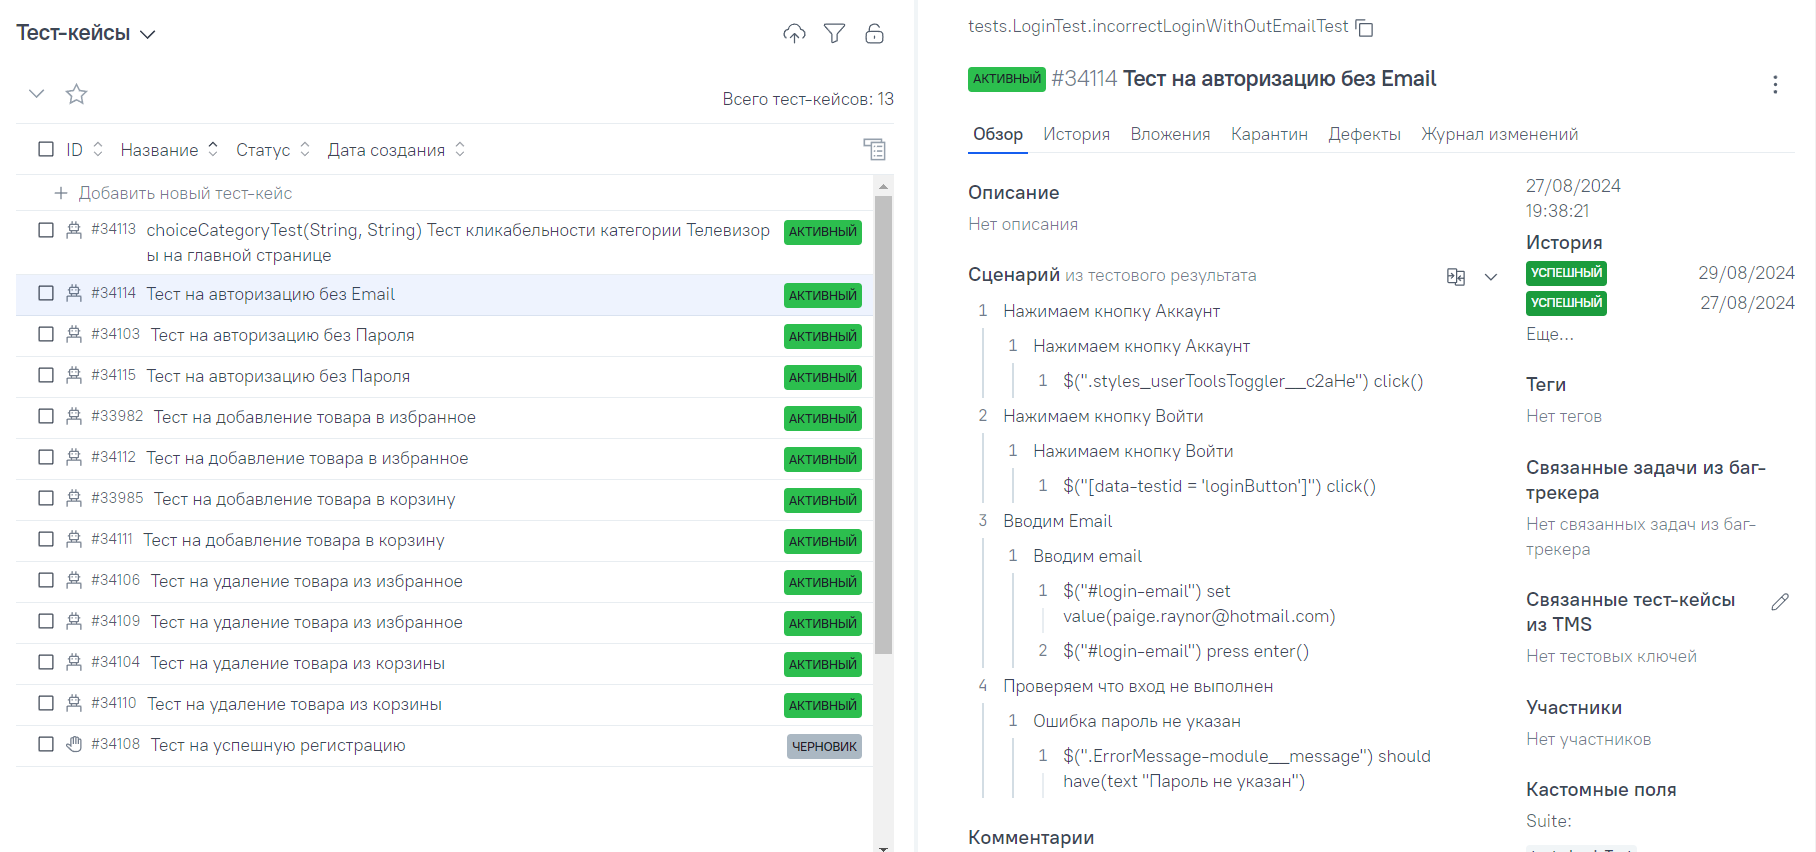 Тест-кейсы
Всего тест-кейсов: 13
ID Название Статус Дата создания
Добавить новый тест-кейс
#34113 choiceCategoryTest(String, String) Тест кликабельности категории Телевизор
ы на главной странице
АКТИВНЫЙ
#34114 Тест на авторизацию без Email АКТИВНЫЙ
#34103 Тест на авторизацию без Пароля АКТИВНЫЙ
#34115 Тест на авторизацию без Пароля АКТИВНЫЙ
#33982 Тест на добавление товара в избранное АКТИВНЫЙ
#34112 Тест на добавление товара в избранное АКТИВНЫЙ
#33985 Тест на добавление товара в корзину АКТИВНЫЙ
#34111 Тест на добавление товара в корзину АКТИВНЫЙ
#34106 Тест на удаление товара из избранное АКТИВНЫЙ
#34109 Тест на удаление товара из избранное АКТИВНЫЙ
#34104 Тест на удаление товара из корзины АКТИВНЫЙ
#34110 Тест на удаление товара из корзины АКТИВНЫЙ
#34108 Тест на успешную регистрацию ЧЕРНОВИК
tests.LoginTest.incorrectLoginWithOutEmailTest
АКТИВНЫЙ #34114 Тест на авторизацию без Email
Обзор История Вложения Карантин Дефекты Журнал изменений
Описание
Нет описания
Сценарий из тестового результата
1 Нажимаем кнопку Аккаунт
1 Нажимаем кнопку Аккаунт
1 $(".styles_userToolsToggler__c2aHe") click()
2 Нажимаем кнопку Войти
1 Нажимаем кнопку Войти
1 $("[data-testid = 'loginButton']") click()
3 Вводим Email
1 Вводим email
1 $("#login-email") set
value(paige.raynor@hotmail.com)
2 $("#login-email") press enter()
4 Проверяем что вход не выполнен
1 Ошибка пароль не указан
1 $(".ErrorMessage-module__message") should
have(text "Пароль не указан")
Комментарии
27/08/2024
19:38:21
История
УСПЕШНЫЙ 29/08/2024
УСПЕШНЫЙ 27/08/2024
Еще...
Теги
Нет тегов
Связанные задачи из баг-
трекера
Нет связанных задач из баг-
трекера
Связанные тест-кейсы
из TMS
Нет тестовых ключей
Участники
Нет участников
Кастомные поля
Suite: